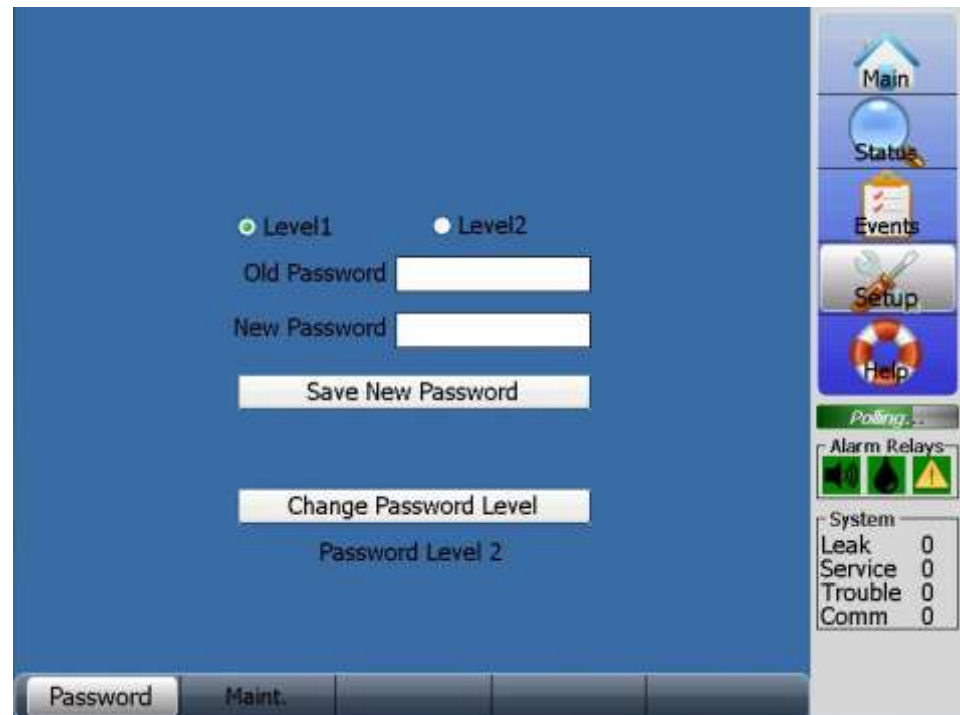 Level1 Level2
Old Password
New Password
Save New Password
Change Password Level
Password Level 2
Password Maint.
Main
Status
Events
Setup
Help
Polling...
Alarm Relays
System
Leak 0
Service 0
Trouble 0
Comm 0